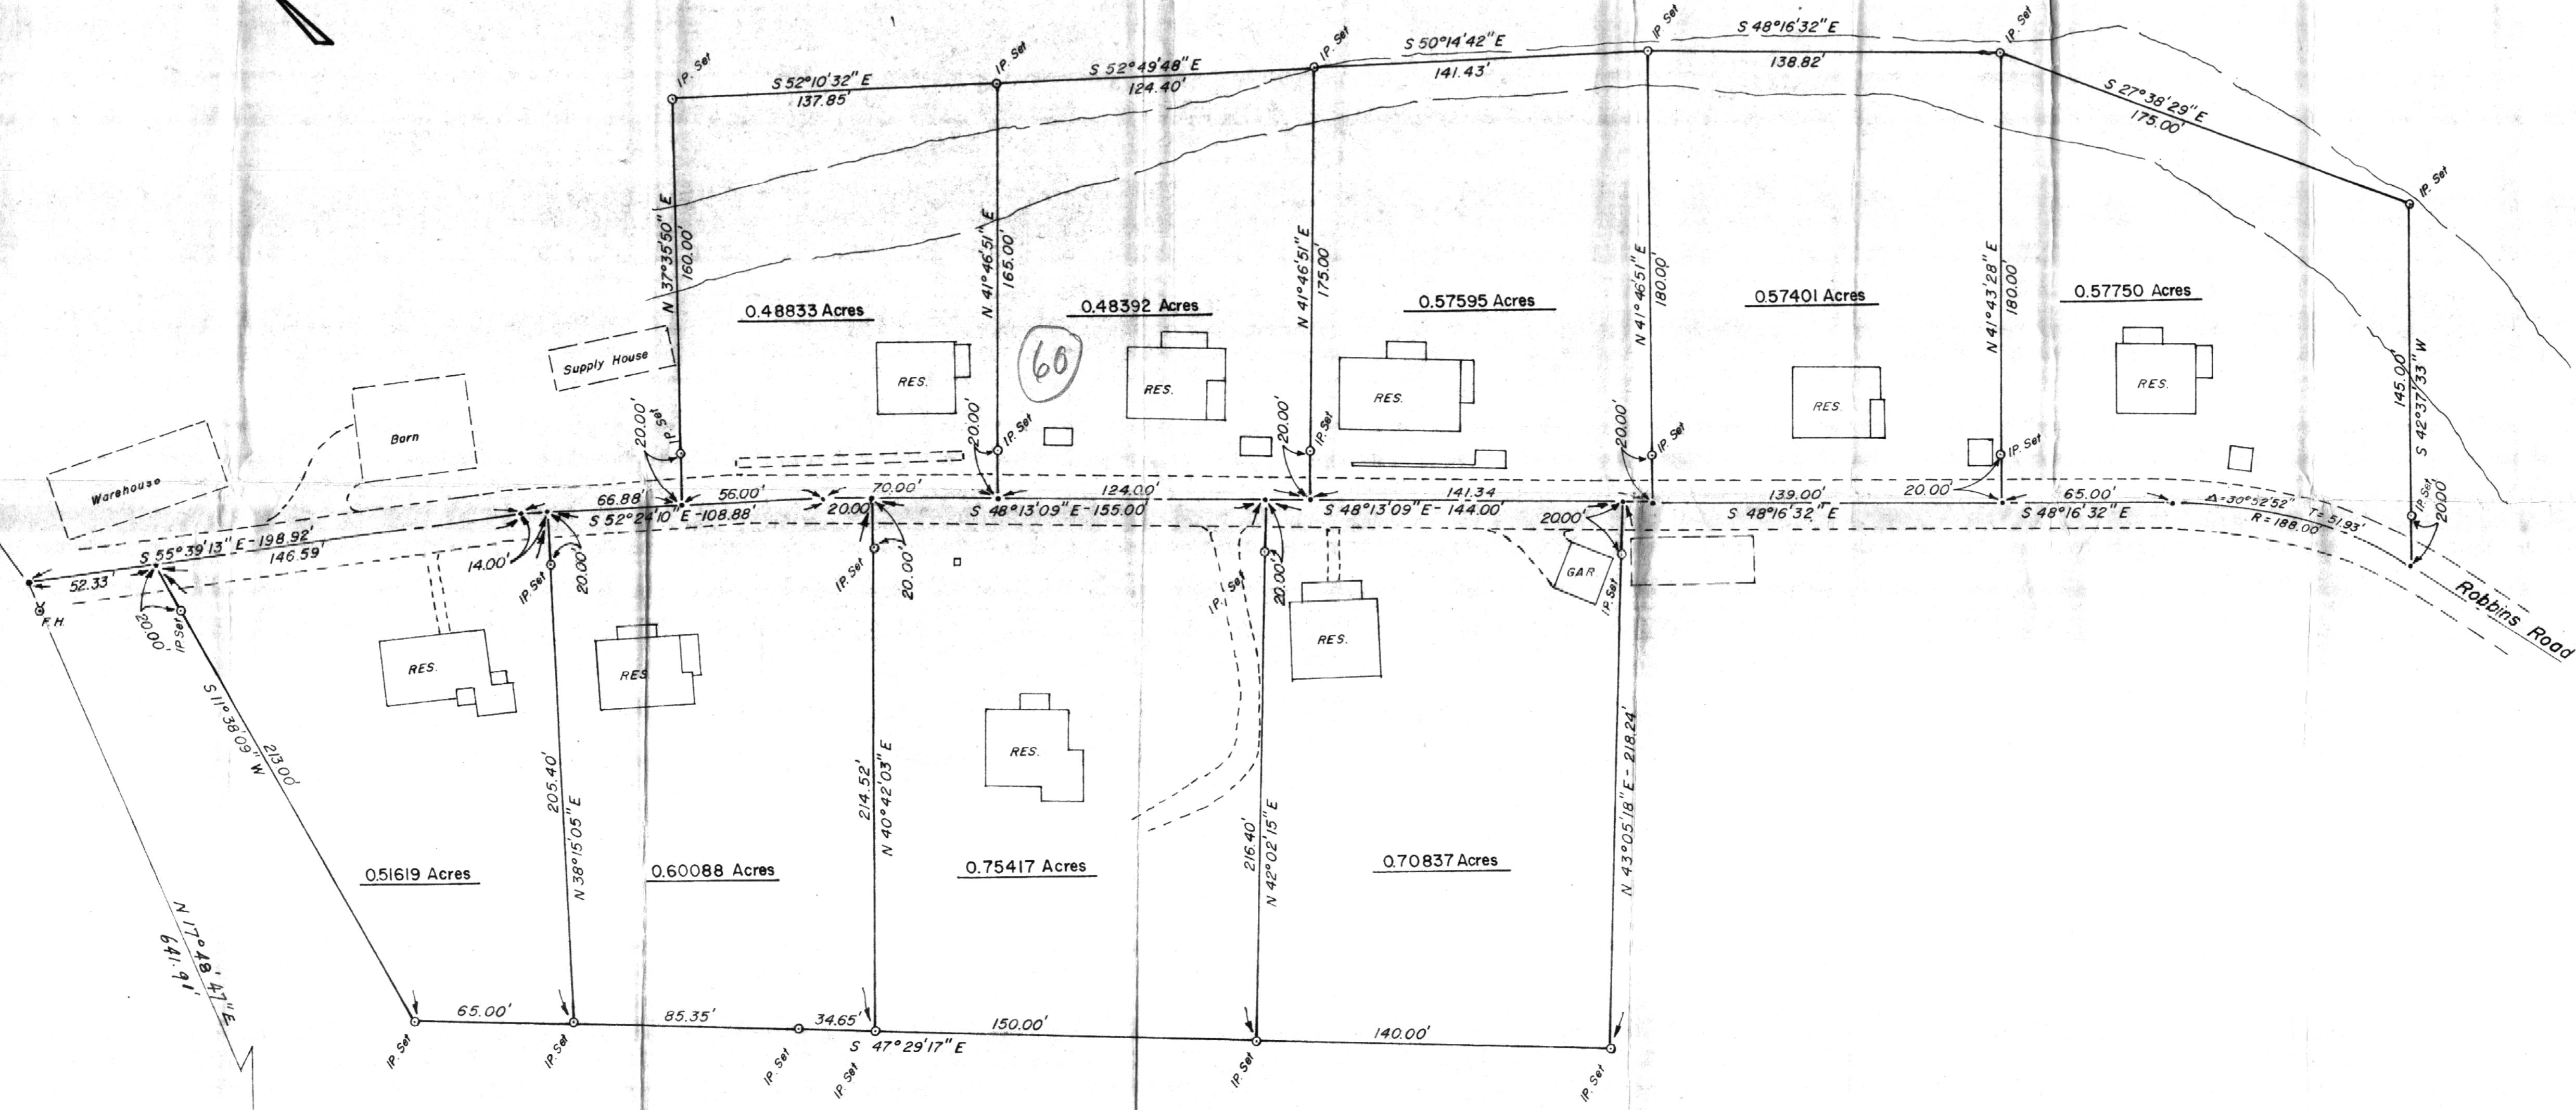 IP. Set
IP. Set
IP. Set
IP. Set
IP. Set
S 52°10'32" E
137.85'
S 52°49'48" E
124.40'
S 50°14'42" E
141.43'
S 48°16'32" E
138.82'
S 27°38'29" E
175.00'
IP. Set
N 37°35'50" E
160.00'
N 41°46'51" E
165.00'
N 41°46'51" E
175.00'
N 41°46'51" E
180.00'
N 41°43'28" E
180.00'
145.00'
S 42°37'33" W
0.48833 Acres
0.48392 Acres
0.57595 Acres
0.57401 Acres
0.57750 Acres
60
Supply House
RES.
RES.
RES.
RES.
RES.
Barn
Warehouse
20.00'
IP. Set
20.00'
IP. Set
20.00'
IP. Set
20.00'
IP. Set
20.00'
IP. Set
IP. Set
20.00'
66.88'
56.00'
70.00'
124.00'
141.34
139.00'
65.00'
Δ=30°52'52"
T=51.93'
R=188.00'
S 55°39'13" E-198.92'
146.59'
52.33'
S 52°24'10" E-108.88'
20.00'
S 48°13'09" E-155.00'
S 48°13'09" E-144.00'
S 48°16'32" E
S 48°16'32" E
Robbins Road
14.00'
F.H.
20.00'
IP. Set
IP. Set
20.00'
IP. Set
20.00'
IP. Set
20.00'
20.00'
IP. Set
GAR.
RES.
RES.
RES.
RES.
S 11°38'09" W
213.00'
205.40'
N 38°15'05" E
214.52'
N 40°42'03" E
216.40'
N 42°02'15" E
N 43°05'18" E - 218.24'
0.51619 Acres
0.60088 Acres
0.75417 Acres
0.70837 Acres
N 17°48'47" E
641.91'
65.00'
85.35'
34.65'
150.00'
140.00'
S 47°29'17" E
IP. Set
IP. Set
IP. Set
IP. Set
IP. Set
IP. Set